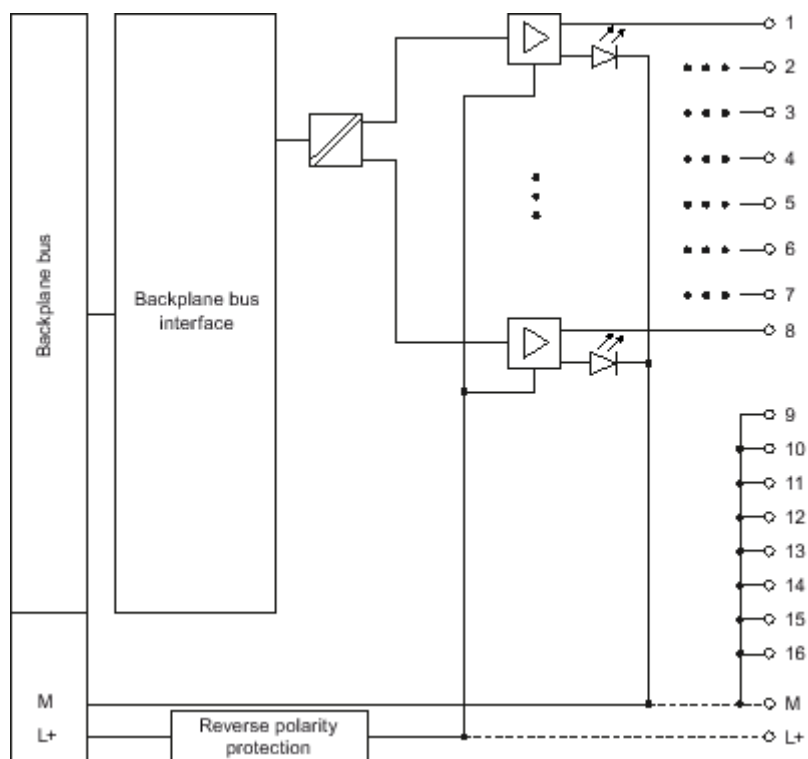 Backplane bus
Backplane bus
interface
1
2
3
4
5
6
7
8
9
10
11
12
13
14
15
16
M
M
L+
Reverse polarity
protection
L+